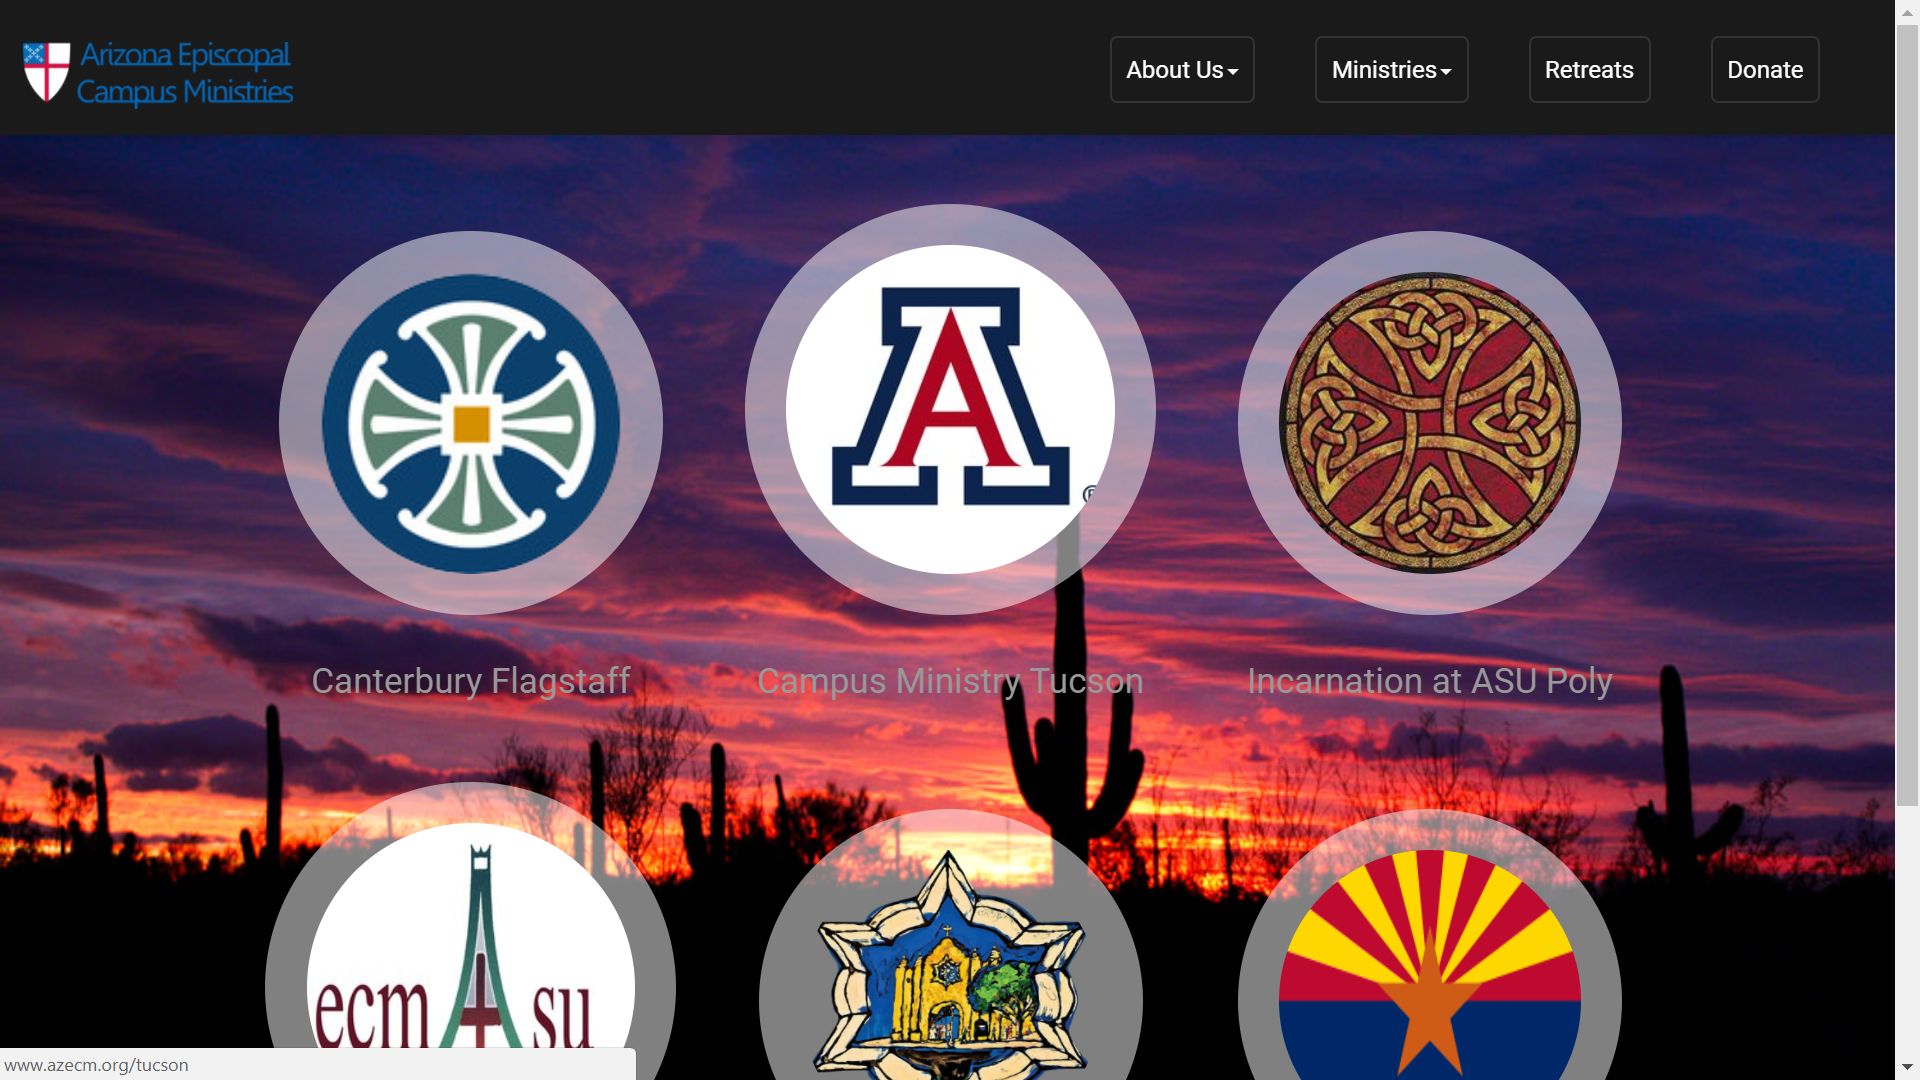 Arizona Episcopal
Campus Ministries
About Us
Ministries
Retreats
Donate
A
®
Canterbury Flagstaff
Campus Ministry Tucson
Incarnation at ASU Poly
ecm
su
www.azecm.org/tucson